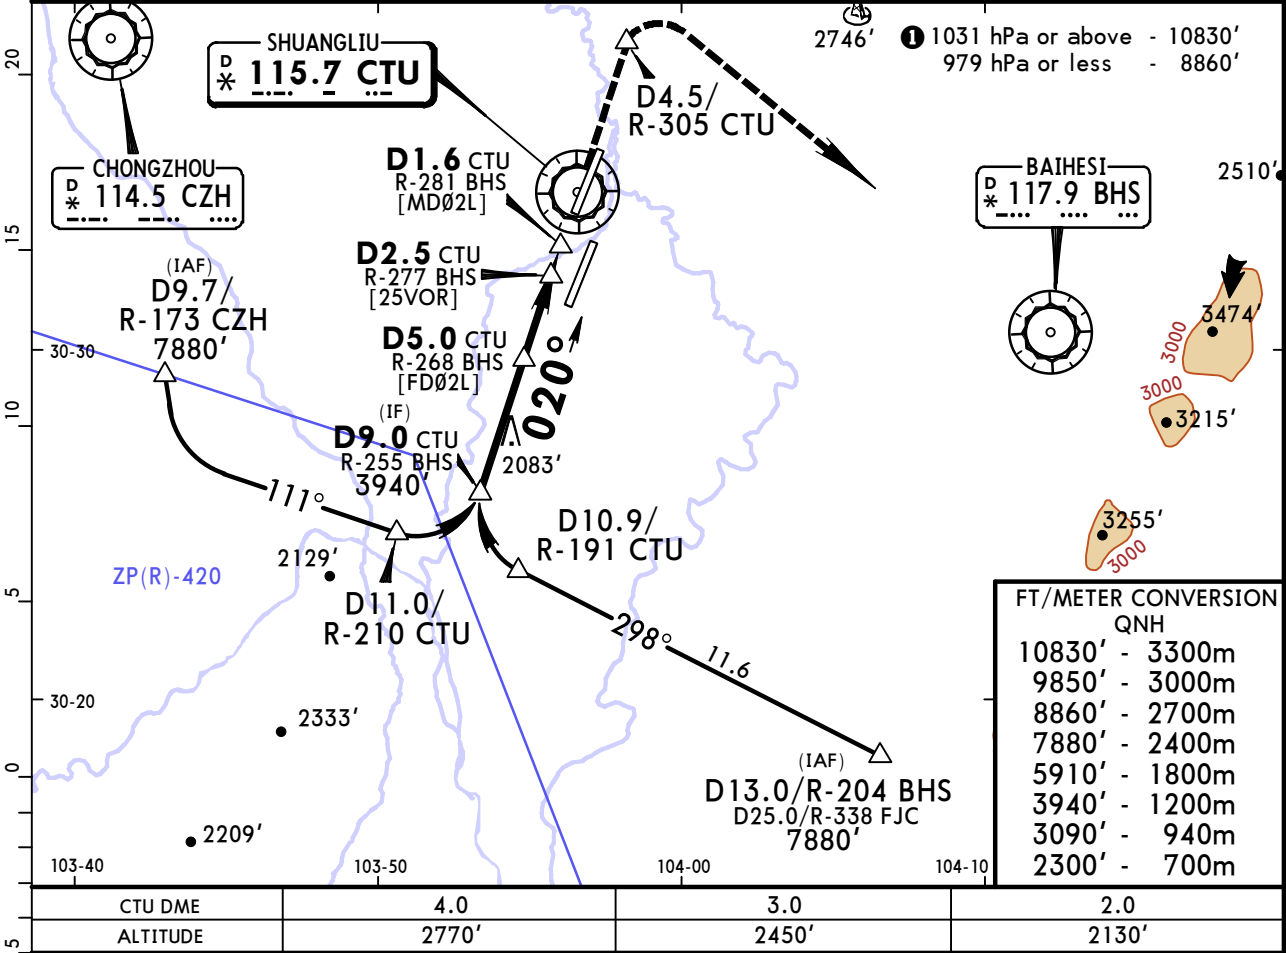 2746'
❶ 1031 hPa or above - 10830'
979 hPa or less - 8860'
SHUANGLIU
D
* 115.7 CTU
D4.5/
R-305 CTU
CHONGZHOU
D
* 114.5 CZH
D1.6 CTU
R-281 BHS
[MDØ2L]
BAIHESI
D
* 117.9 BHS
2510'
D2.5 CTU
R-277 BHS
[25VOR]
(IAF)
D9.7/
R-173 CZH
7880'
D5.0 CTU
R-268 BHS
[FDØ2L]
020°
3474'
3000
3000
3215'
(IF)
D9.0 CTU
R-255 BHS
3940'
2083'
111°
D10.9/
R-191 CTU
3255'
3000
2129'
ZP(R)-420
D11.0/
R-210 CTU
298°
11.6
2333'
2209'
(IAF)
D13.0/R-204 BHS
D25.0/R-338 FJC
7880'
FT/METER CONVERSION
QNH
10830' - 3300m
9850' - 3000m
8860' - 2700m
7880' - 2400m
5910' - 1800m
3940' - 1200m
3090' - 940m
2300' - 700m
20
15
10
5
0
5
30-30
30-20
103-40
103-50
104-00
104-10
CTU DME 4.0 3.0 2.0
ALTITUDE 2770' 2450' 2130'